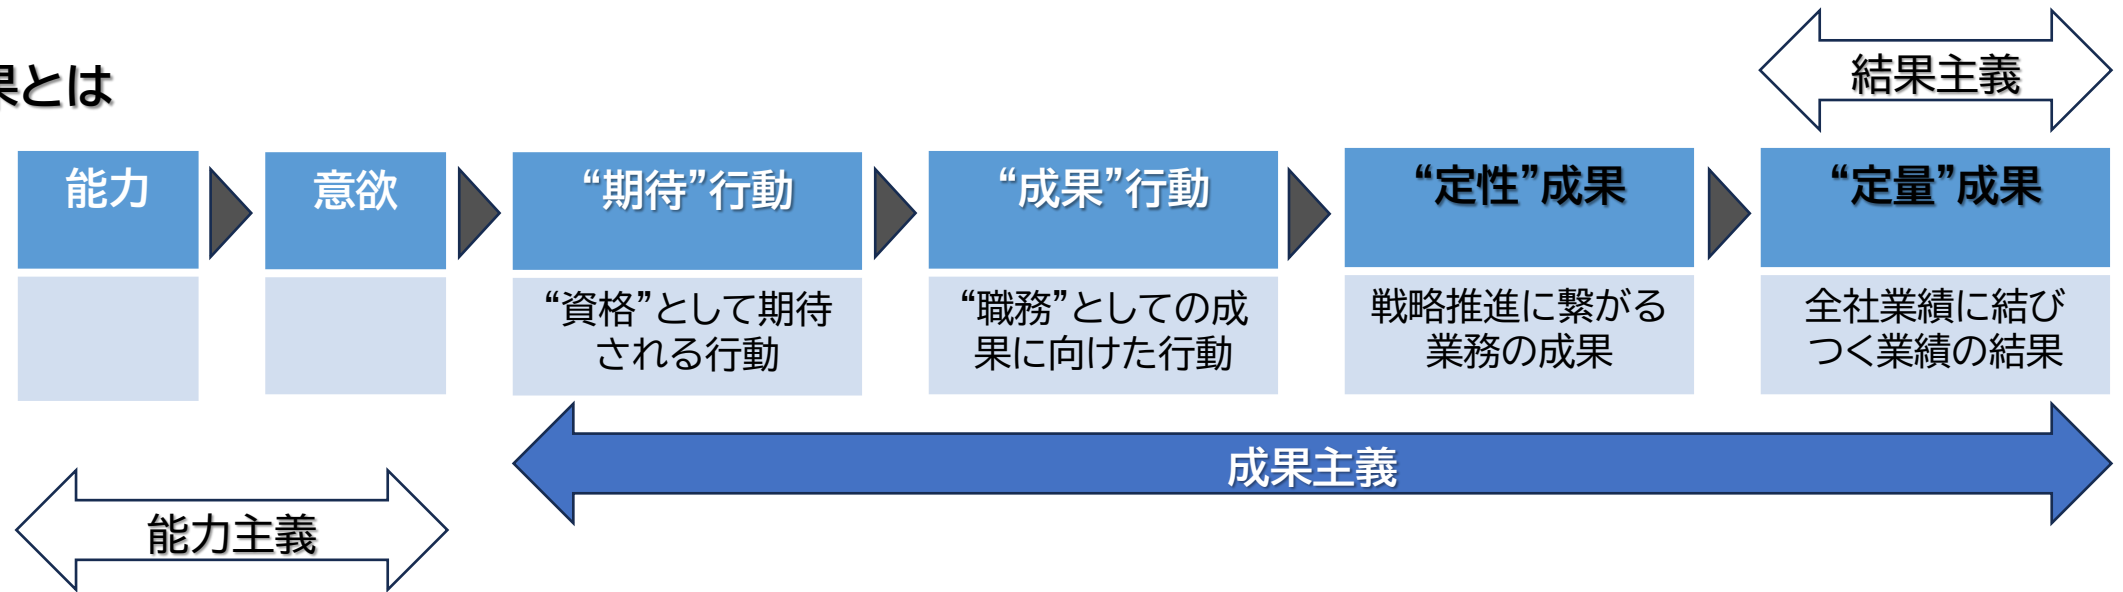 結果主義
果とは
能力
意欲
“期待”行動
“成果”行動
“定性”成果
“定量”成果
“資格”として期待
される行動
“職務”としての成
果に向けた行動
戦略推進に繋がる
業務の成果
全社業績に結び
つく業績の結果
成果主義
能力主義